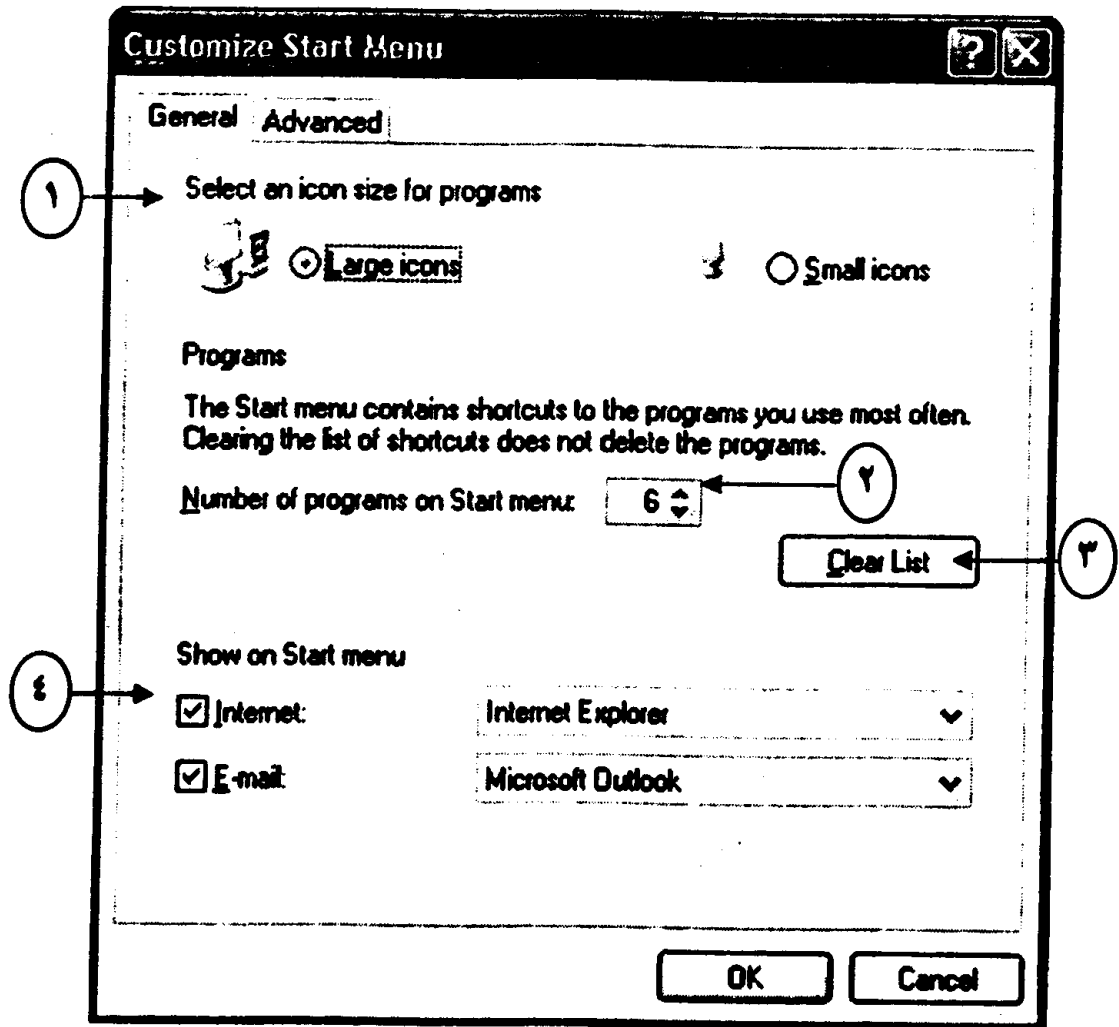 Customize Start Menu
General Advanced
١
Select an icon size for programs
Large icons Small icons
Programs
The Start menu contains shortcuts to the programs you use most often.
Clearing the list of shortcuts does not delete the programs.
Number of programs on Start menu: 6
٢
Clear List
٣
Show on Start menu
٤
Internet: Internet Explorer
E-mail: Microsoft Outlook
OK Cancel